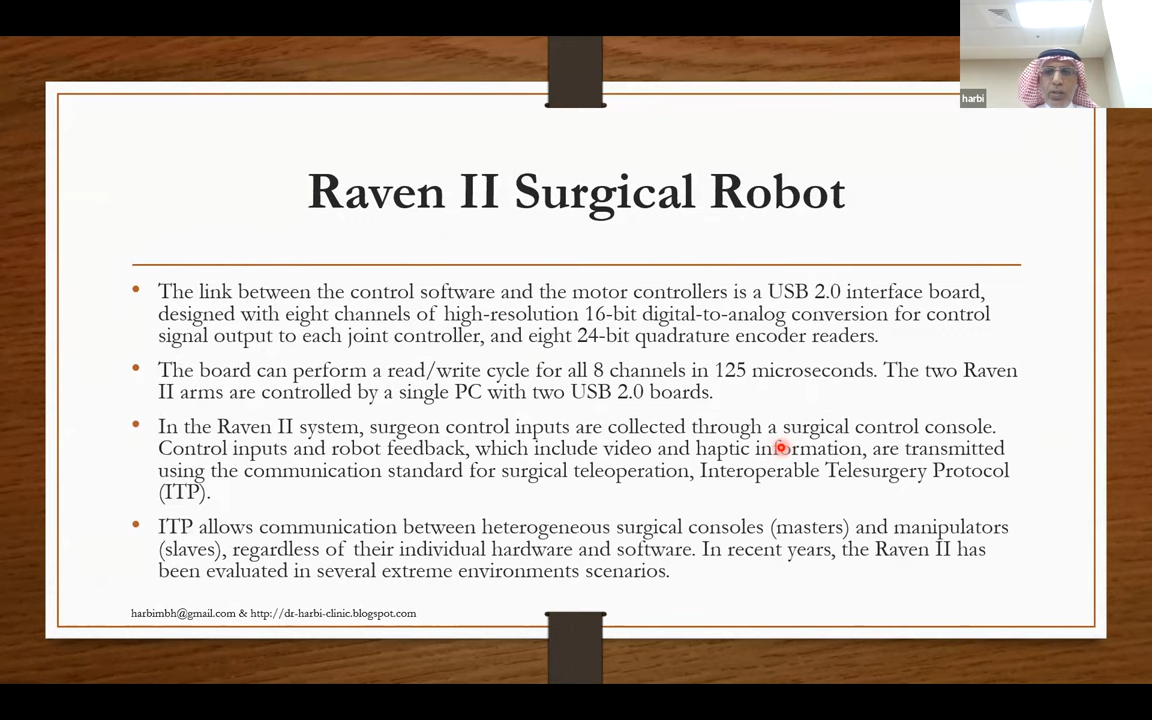 harbi
Raven II Surgical Robot
• The link between the control software and the motor controllers is a USB 2.0 interface board,
designed with eight channels of high-resolution 16-bit digital-to-analog conversion for control
signal output to each joint controller, and eight 24-bit quadrature encoder readers.
• The board can perform a read/write cycle for all 8 channels in 125 microseconds. The two Raven
II arms are controlled by a single PC with two USB 2.0 boards.
• In the Raven II system, surgeon control inputs are collected through a surgical control console.
Control inputs and robot feedback, which include video and haptic information, are transmitted
using the communication standard for surgical teleoperation, Interoperable Telesurgery Protocol
(ITP).
• ITP allows communication between heterogeneous surgical consoles (masters) and manipulators
(slaves), regardless of their individual hardware and software. In recent years, the Raven II has
been evaluated in several extreme environments scenarios.
harbimbh@gmail.com & http://dr-harbi-clinic.blogspot.com